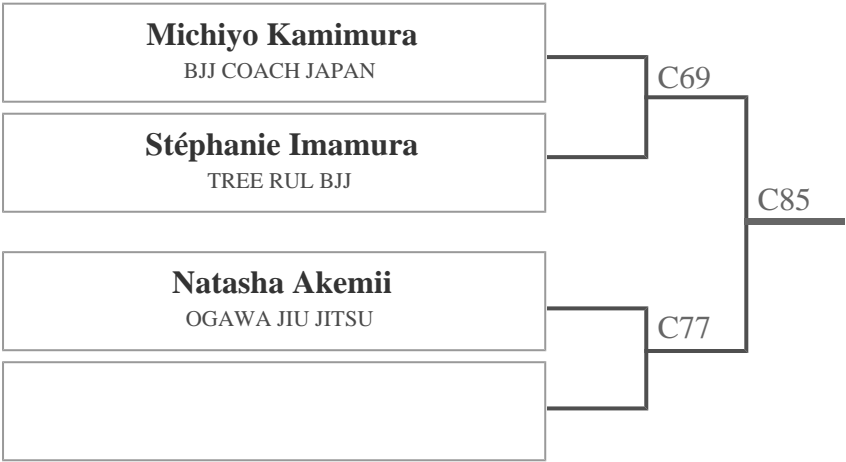 Michiyo Kamimura
BJJ COACH JAPAN
C69
Stéphanie Imamura
TREE RUL BJJ
C85
Natasha Akemii
OGAWA JIU JITSU
C77